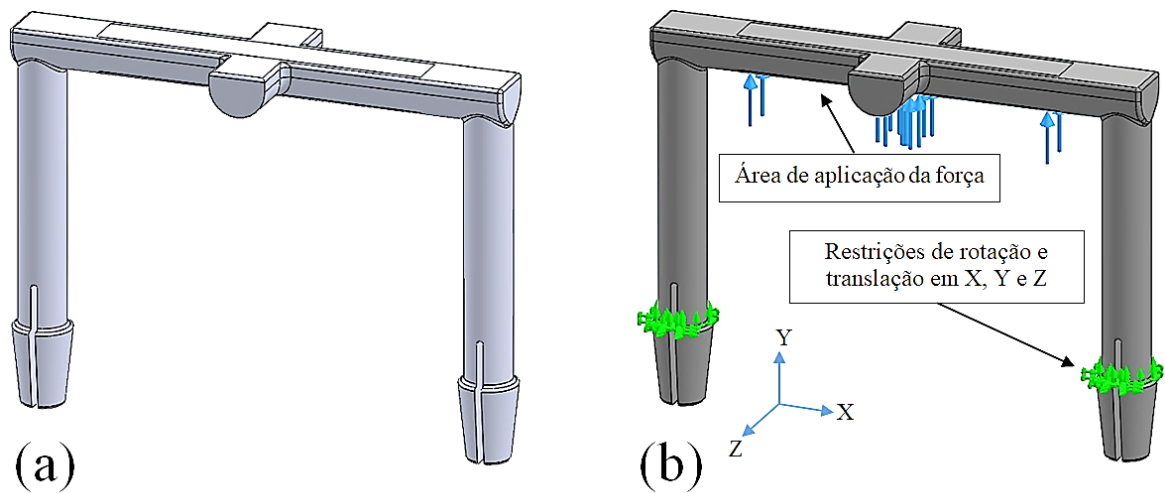 Área de aplicação da força
Restrições de rotação e
translação em X, Y e Z
Y
X
Z
(a)
(b)